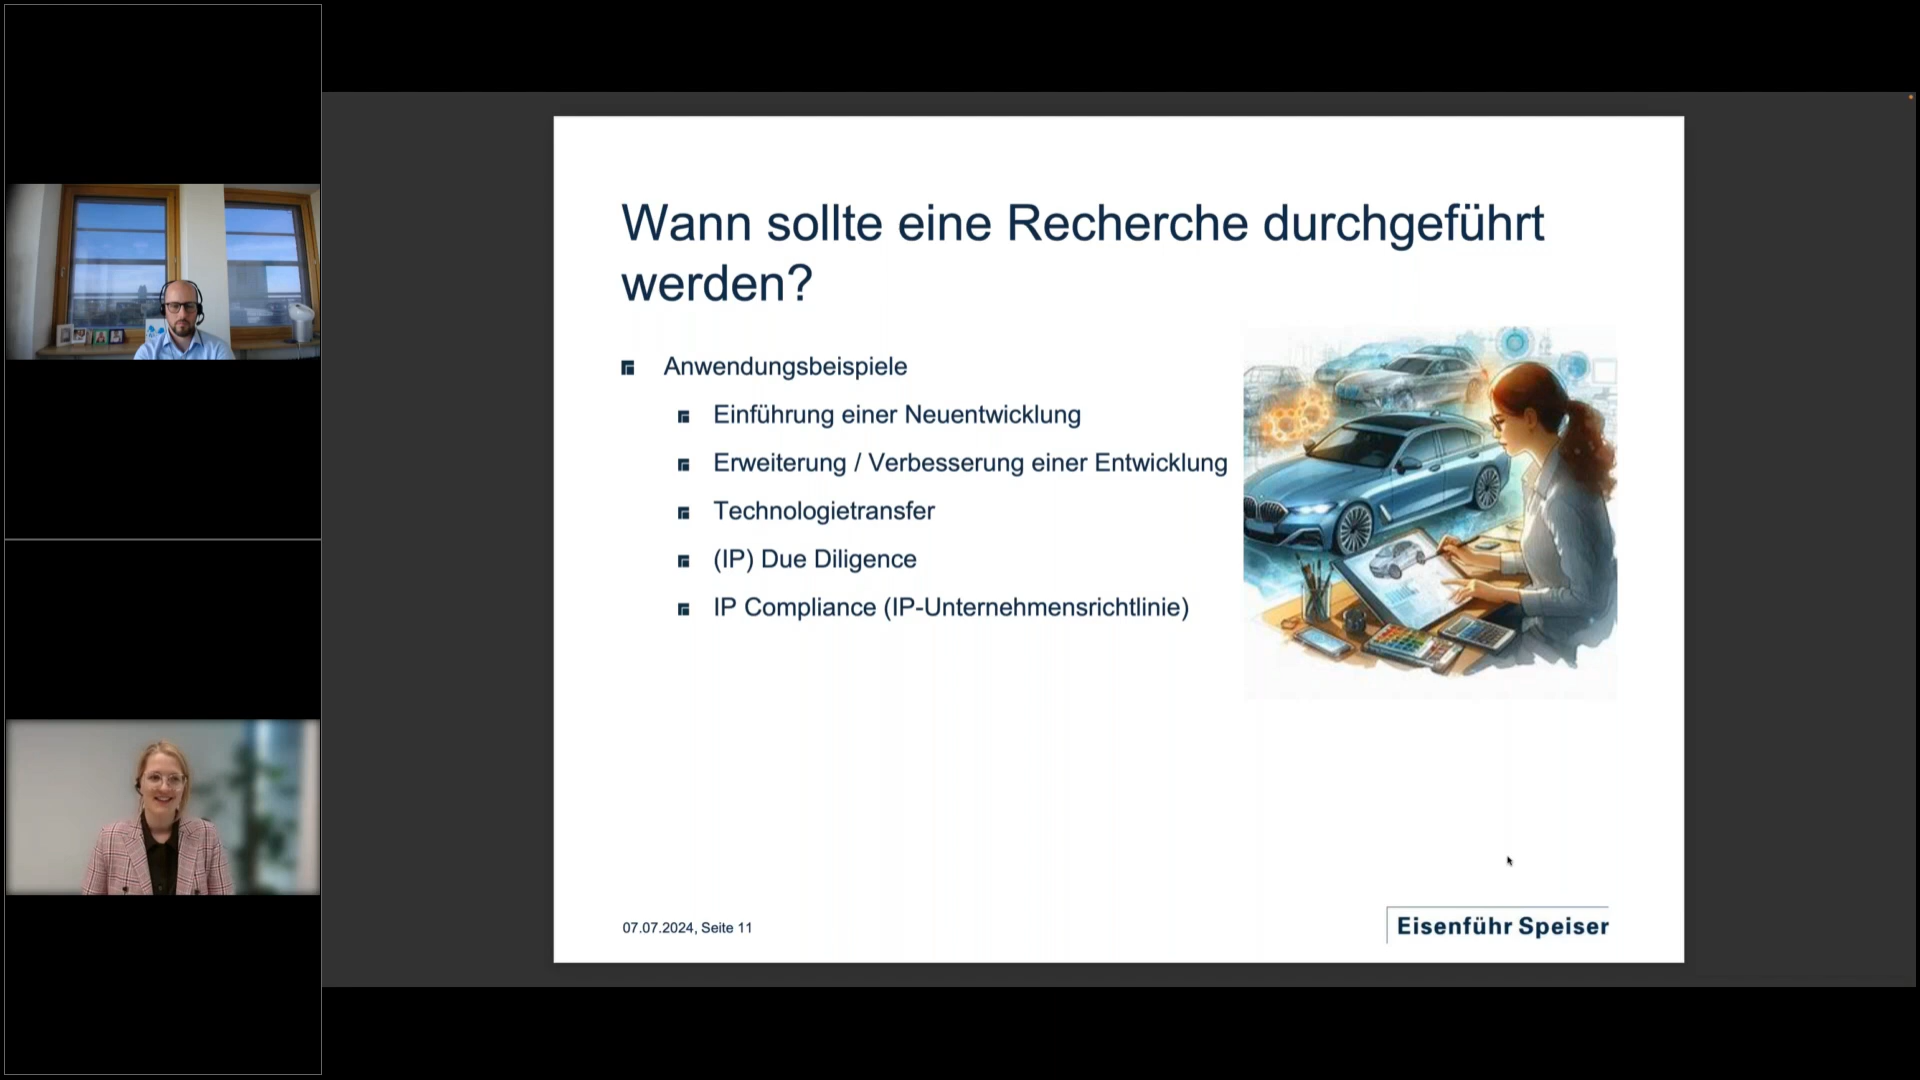 Wann sollte eine Recherche durchgeführt
werden?
Anwendungsbeispiele
Einführung einer Neuentwicklung
Erweiterung / Verbesserung einer Entwicklung
Technologietransfer
(IP) Due Diligence
IP Compliance (IP-Unternehmensrichtlinie)
07.07.2024, Seite 11
Eisenführ Speiser